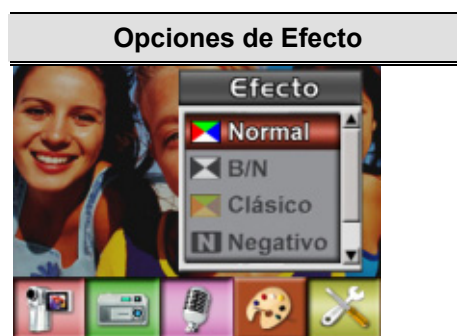 Opciones de Efecto
Efecto
Normal
B/N
Clásico
N Negativo